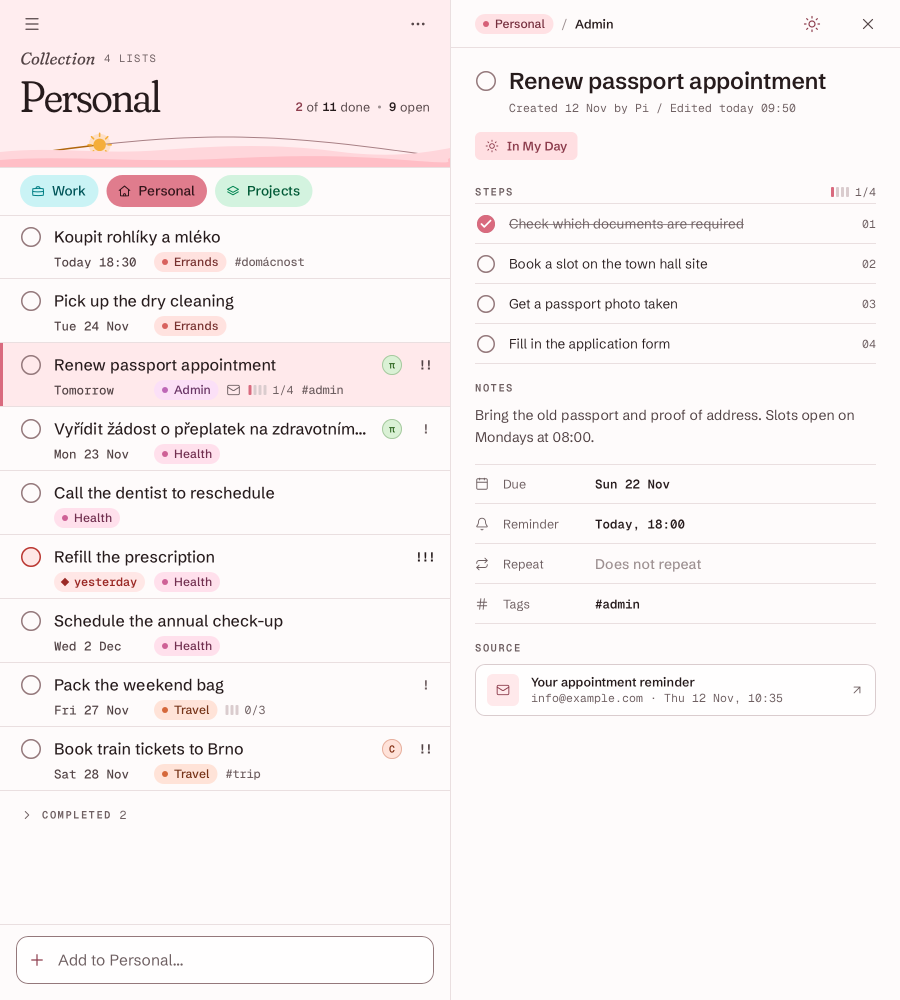 Collection 4 LISTS
Personal
2 of 11 done • 9 open
Work Personal Projects
Koupit rohlíky a mléko
Today 18:30 Errands #domácnost
Pick up the dry cleaning
Tue 24 Nov Errands
Renew passport appointment π !!
Tomorrow Admin 1/4 #admin
Vyřídit žádost o přeplatek na zdravotním… π !
Mon 23 Nov Health
Call the dentist to reschedule
Health
Refill the prescription !!!
yesterday Health
Schedule the annual check-up
Wed 2 Dec Health
Pack the weekend bag !
Fri 27 Nov Travel 0/3
Book train tickets to Brno C !!
Sat 28 Nov Travel #trip
COMPLETED 2
Add to Personal…
Personal / Admin
Renew passport appointment
Created 12 Nov by Pi / Edited today 09:50
In My Day
STEPS 1/4
Check which documents are required 01
Book a slot on the town hall site 02
Get a passport photo taken 03
Fill in the application form 04
NOTES
Bring the old passport and proof of address. Slots open on
Mondays at 08:00.
Due Sun 22 Nov
Reminder Today, 18:00
Repeat Does not repeat
Tags #admin
SOURCE
Your appointment reminder
info@example.com · Thu 12 Nov, 10:35